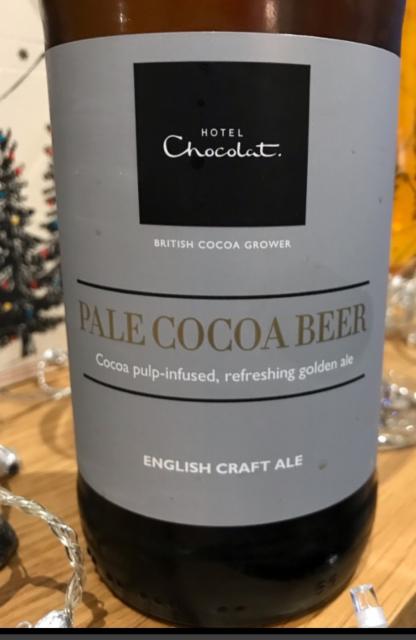 HOTEL
Chocolat.
BRITISH COCOA GROWER
PALE COCOA BEER
Cocoa pulp-infused, refreshing golden ale
ENGLISH CRAFT ALE